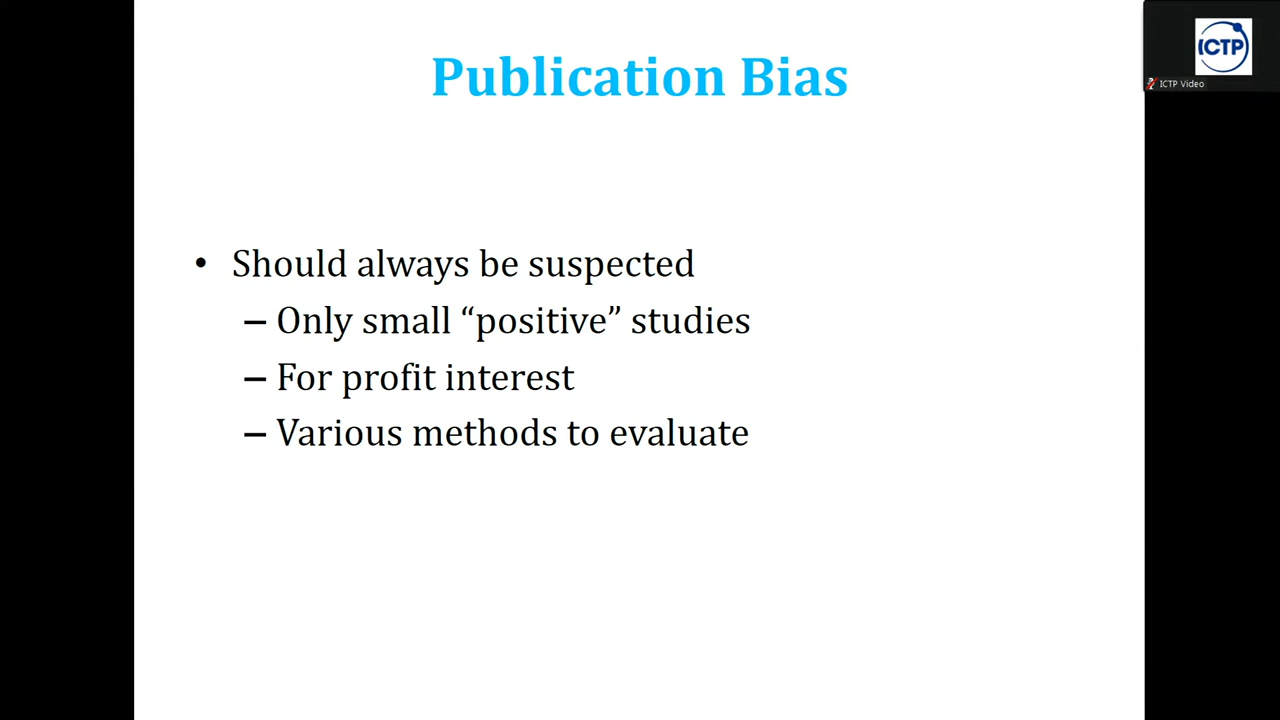 Publication Bias
ICTP
ICTP Video
• Should always be suspected
– Only small “positive” studies
– For profit interest
– Various methods to evaluate